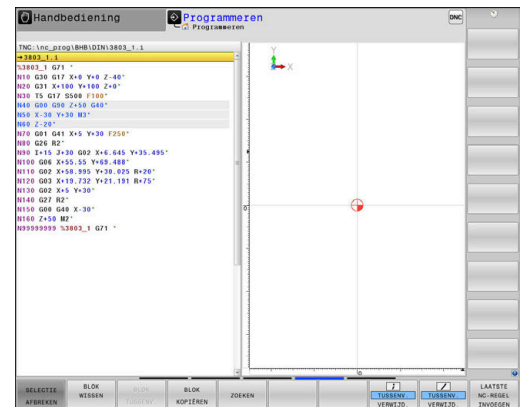 Handbediening
Programmeren
Programmeren
DNC
TNC:\nc_prog\BHB\DIN\3803_1.i
→3803_1.i
%3803_1 G71 *
N10 G30 G17 X+0 Y+0 Z-40*
N20 G31 X+100 Y+100 Z+0*
N30 T5 G17 S500 F100*
N40 G00 G90 Z+50 G40*
N50 X-30 Y+30 M3*
N60 Z-20*
N70 G01 G41 X+5 Y+30 F250*
N80 G26 R2*
N90 I+15 J+30 G02 X+6.645 Y+35.495*
N100 G06 X+55.55 Y+69.488*
N110 G02 X+58.995 Y+30.025 R+20*
N120 G03 X+19.732 Y+21.191 R+75*
N130 G02 X+5 Y+30*
N140 G27 R2*
N150 G00 G40 X-30*
N160 Z+50 M2*
N99999999 %3803_1 G71 *
Y
X
0
0
SELECTIE
AFBREKEN
BLOK
WISSEN
BLOK
TUSSENV.
BLOK
KOPIËREN
ZOEKEN
TUSSENV.
VERWIJD.
TUSSENV.
VERWIJD.
LAATSTE
NC-REGEL
INVOEGEN